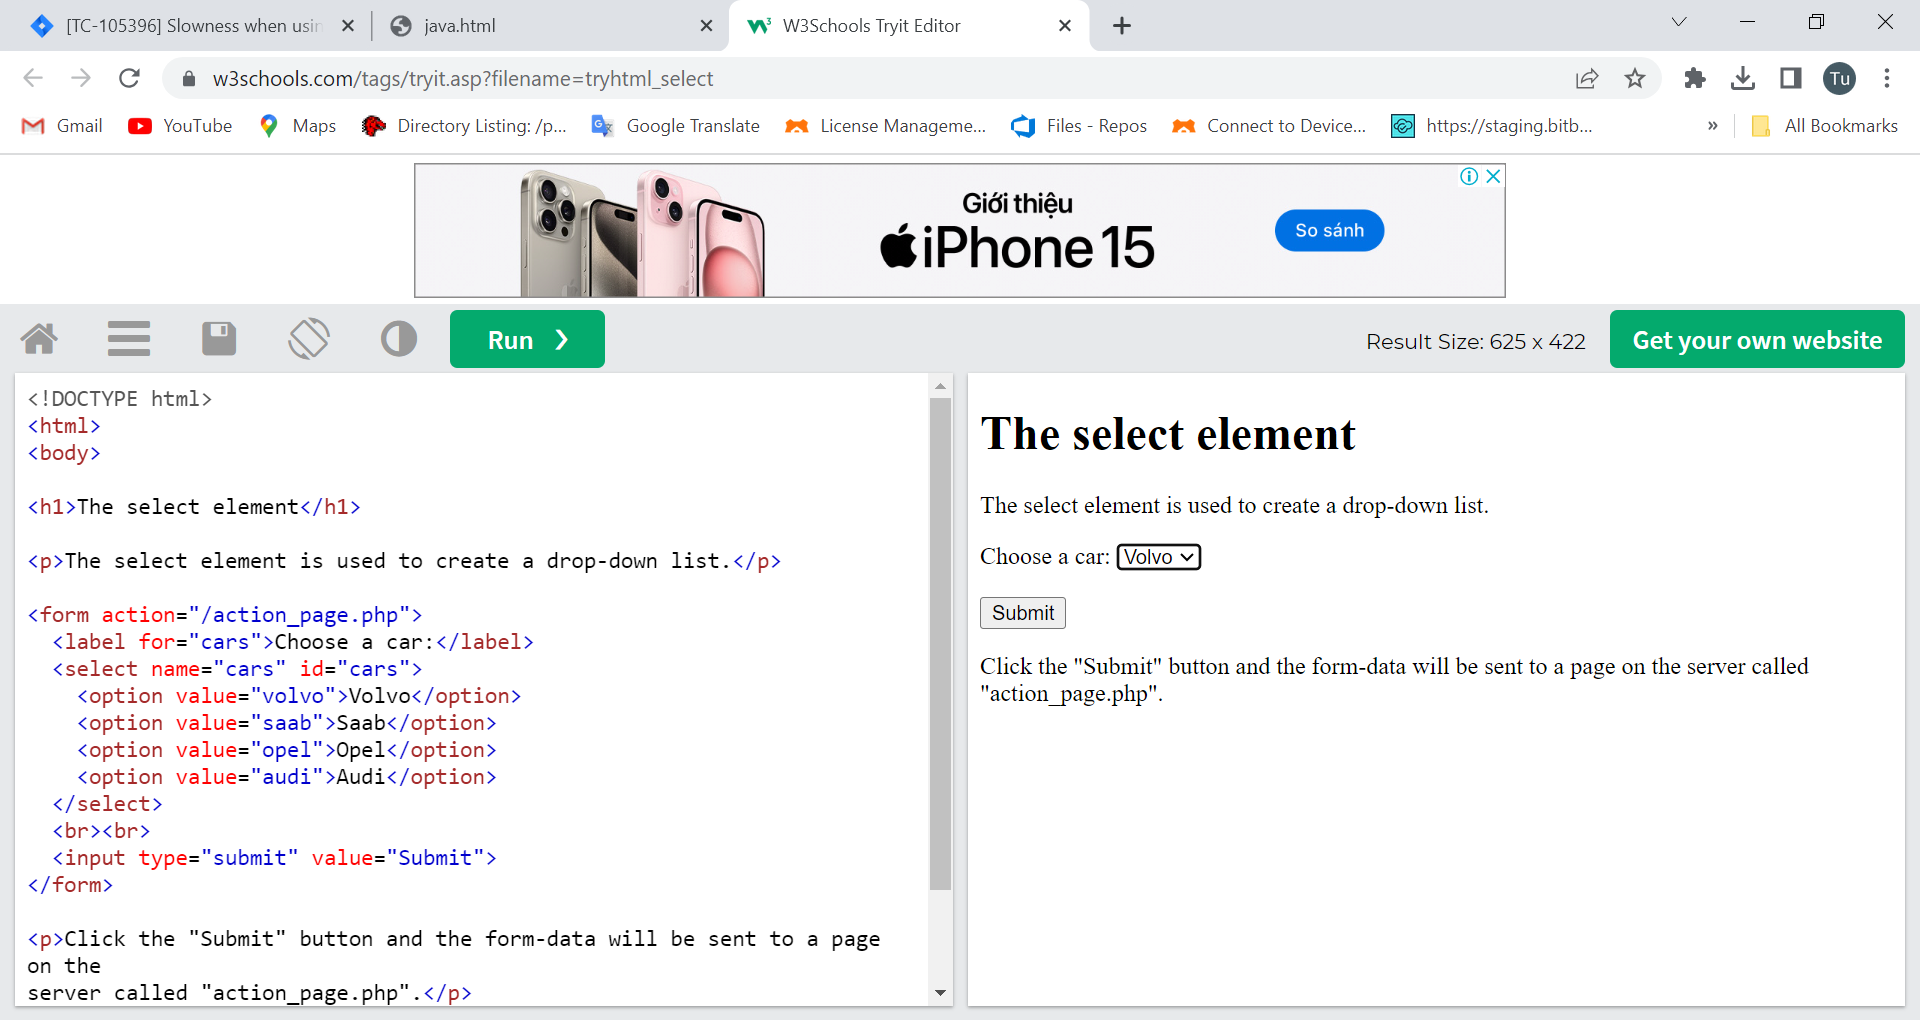 [TC-105396] Slowness when usin
java.html
W3Schools Tryit Editor
w3schools.com/tags/tryit.asp?filename=tryhtml_select
Tu
Gmail
YouTube
Maps
Directory Listing: /p...
Google Translate
License Manageme...
Files - Repos
Connect to Device...
https://staging.bitb...
»
All Bookmarks
Giới thiệu
iPhone 15
So sánh
Run ❯
Result Size: 625 x 422
Get your own website
<!DOCTYPE html>
<html>
<body>
<h1>The select element</h1>
<p>The select element is used to create a drop-down list.</p>
<form action="/action_page.php">
<label for="cars">Choose a car:</label>
<select name="cars" id="cars">
<option value="volvo">Volvo</option>
<option value="saab">Saab</option>
<option value="opel">Opel</option>
<option value="audi">Audi</option>
</select>
<br><br>
<input type="submit" value="Submit">
</form>
<p>Click the "Submit" button and the form-data will be sent to a page
on the
server called "action_page.php".</p>
The select element
The select element is used to create a drop-down list.
Choose a car: Volvo
Submit
Click the "Submit" button and the form-data will be sent to a page on the server called
"action_page.php".